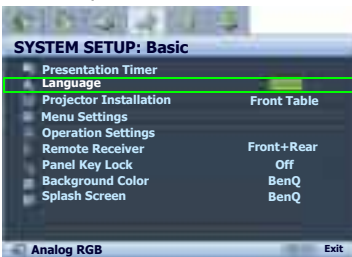 SYSTEM SETUP: Basic
Presentation Timer
Language
Projector Installation Front Table
Menu Settings
Operation Settings
Remote Receiver Front+Rear
Panel Key Lock Off
Background Color BenQ
Splash Screen BenQ
Analog RGB Exit